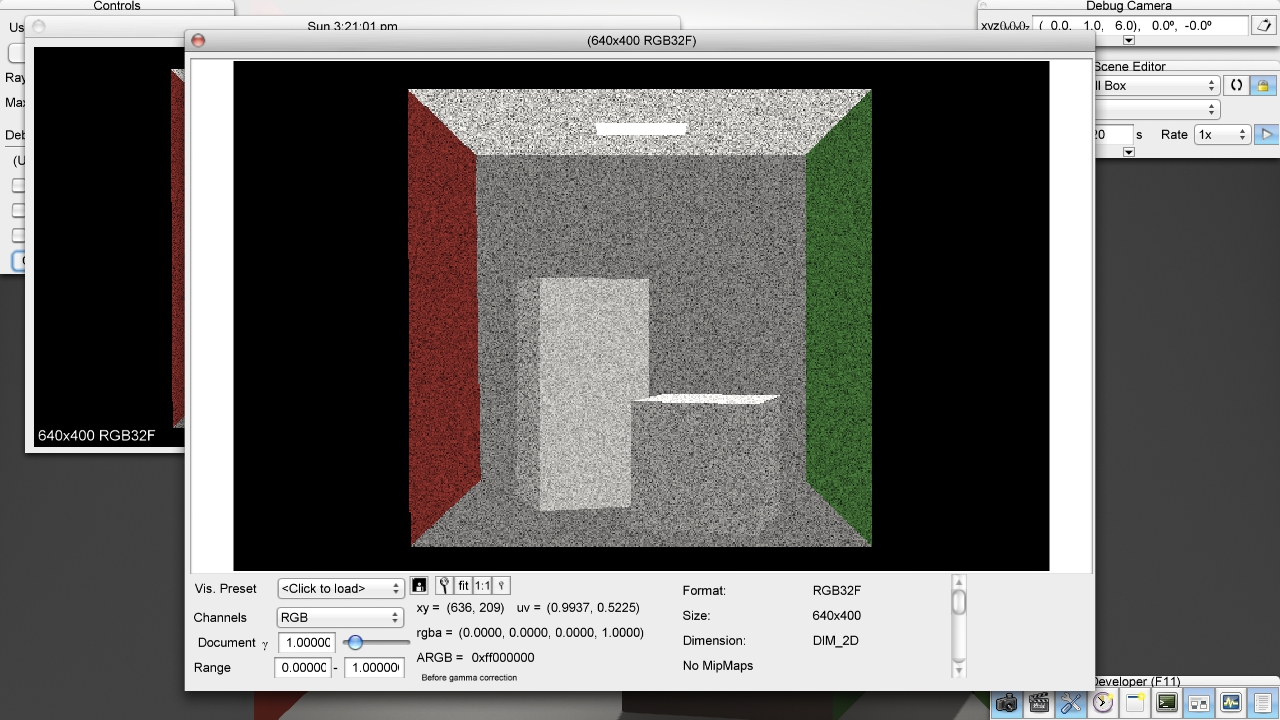 Controls
Debug Camera
Sun 3:21:01 pm
( 0.0, 1.0, 6.0), 0.0º, -0.0º
(640x400 RGB32F)
Scene Editor
ll Box
20 s Rate 1x
Us
Ray
Max
Deb
(U
640x400 RGB32F
Vis. Preset <Click to load> fit 1:1
Channels RGB
Document γ 1.0000
Range 0.0000 - 1.0000
xy = (636, 209) uv = (0.9937, 0.5225)
rgba = (0.0000, 0.0000, 0.0000, 1.0000)
ARGB = 0xff000000
Before gamma correction
Format: RGB32F
Size: 640x400
Dimension: DIM_2D
No MipMaps
Developer (F11)